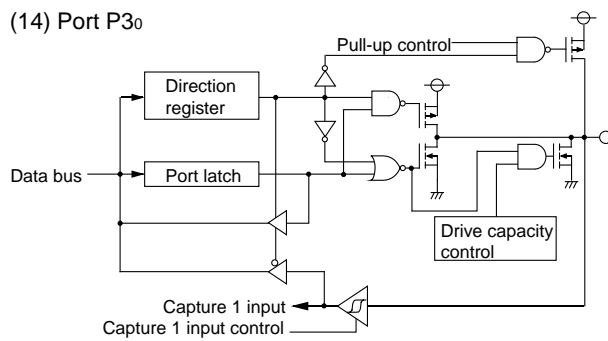 (14) Port P3₀
Pull-up control
Direction
register
Data bus
Port latch
Drive capacity
control
Capture 1 input
Capture 1 input control